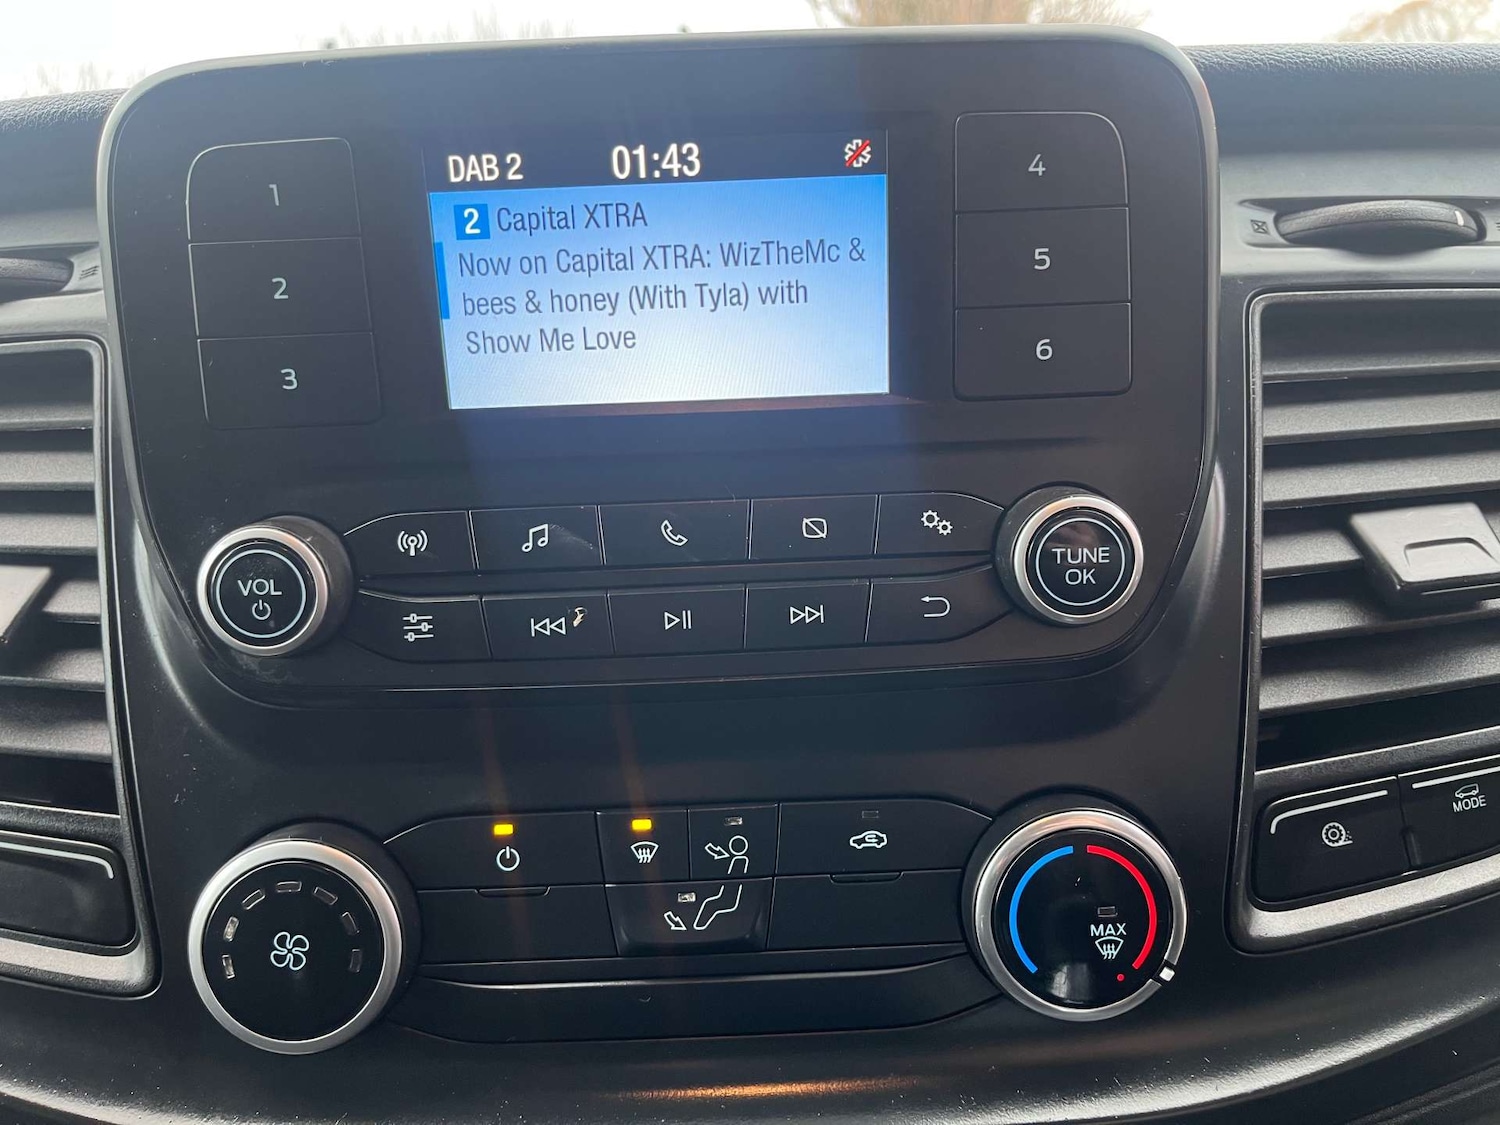 DAB 2 01:43
2 Capital XTRA
Now on Capital XTRA: WizTheMc &
bees & honey (With Tyla) with
Show Me Love
1
2
3
4
5
6
VOL
TUNE
OK
MAX
MODE